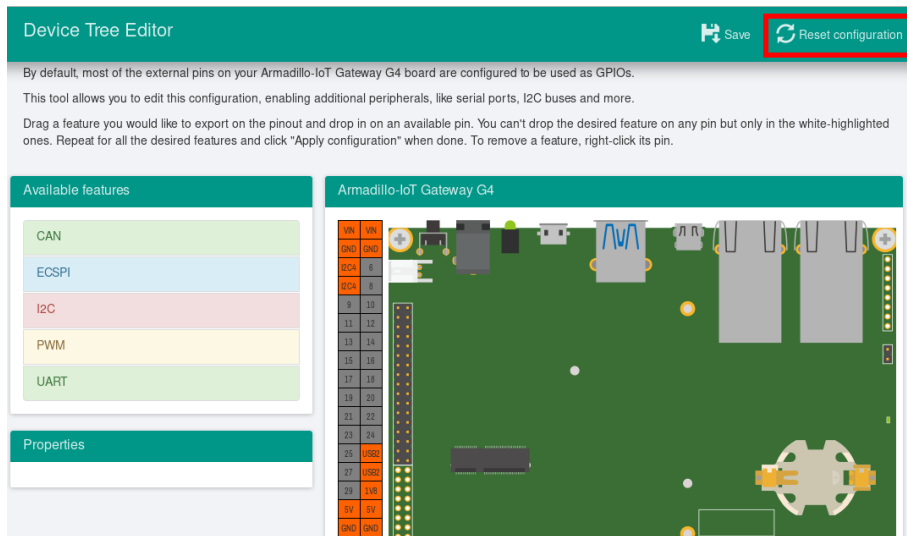 Device Tree Editor
Save
Reset configuration
By default, most of the external pins on your Armadillo-IoT Gateway G4 board are configured to be used as GPIOs.
This tool allows you to edit this configuration, enabling additional peripherals, like serial ports, I2C buses and more.
Drag a feature you would like to export on the pinout and drop in on an available pin. You can't drop the desired feature on any pin but only in the white-highlighted
ones. Repeat for all the desired features and click "Apply configuration" when done. To remove a feature, right-click its pin.
Available features
CAN
ECSPI
I2C
PWM
UART
Properties
Armadillo-IoT Gateway G4
VIN VIN
GND GND
I2C4 6
I2C4 8
9 10
11 12
13 14
15 16
17 18
19 20
21 22
23 24
25 USB2
27 USB2
29 1V8
5V 5V
GND GND